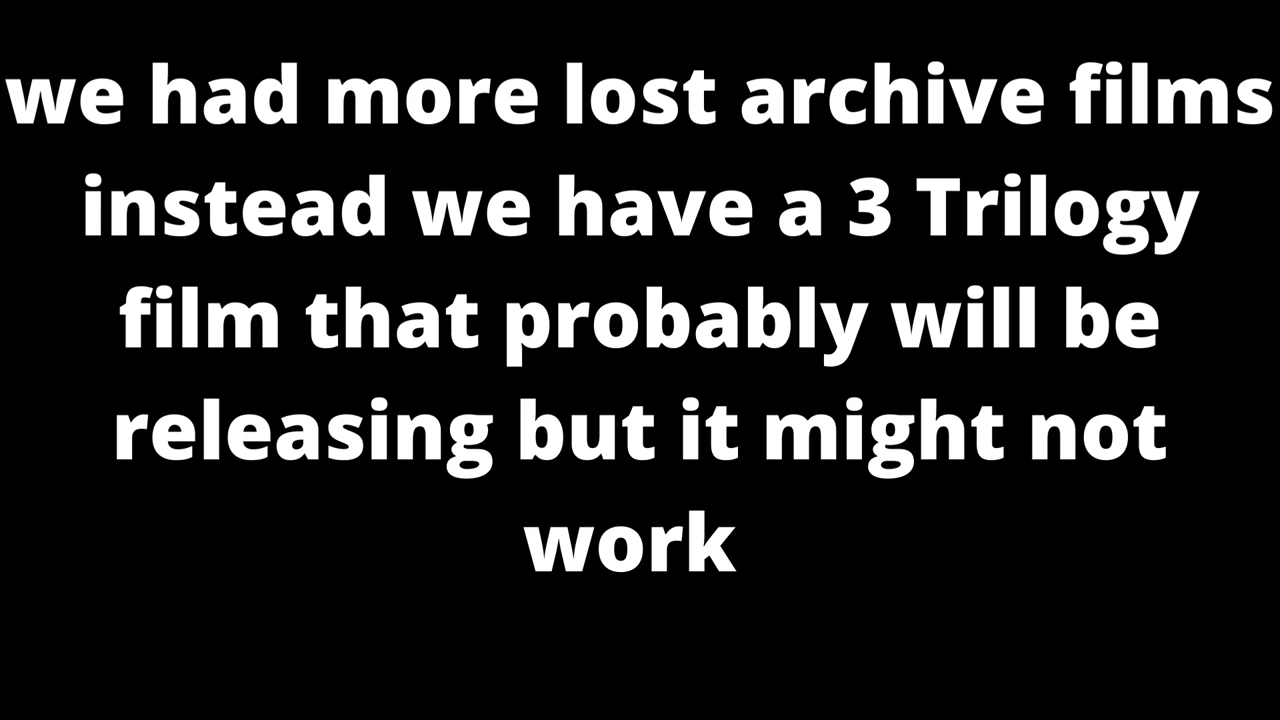 we had more lost archive films
instead we have a 3 Trilogy
film that probably will be
releasing but it might not
work